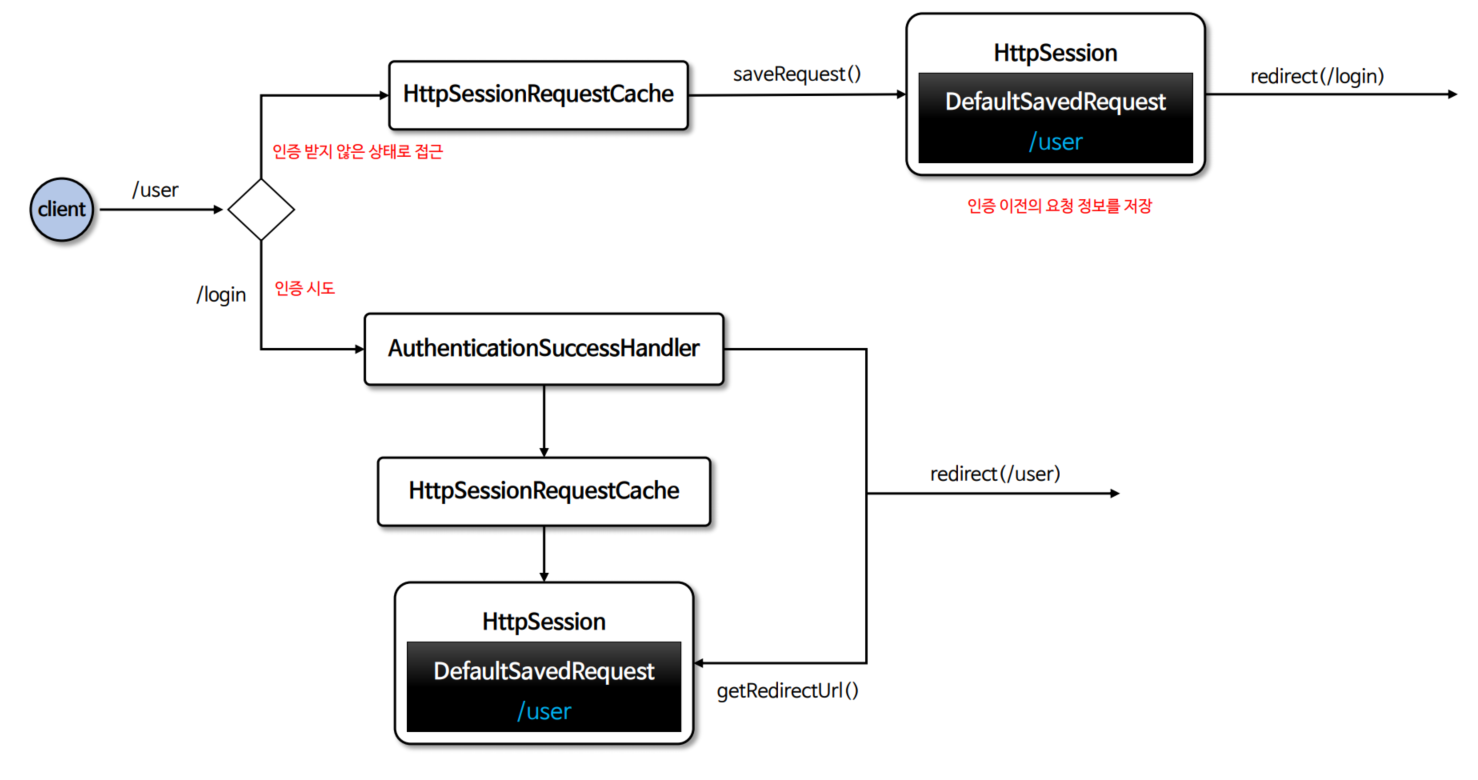 HttpSession
HttpSessionRequestCache
saveRequest()
DefaultSavedRequest
/user
redirect(/login)
인증 받지 않은 상태로 접근
client
/user
인증 이전의 요청 정보를 저장
/login
인증 시도
AuthenticationSuccessHandler
HttpSessionRequestCache
redirect(/user)
HttpSession
DefaultSavedRequest
/user
getRedirectUrl()